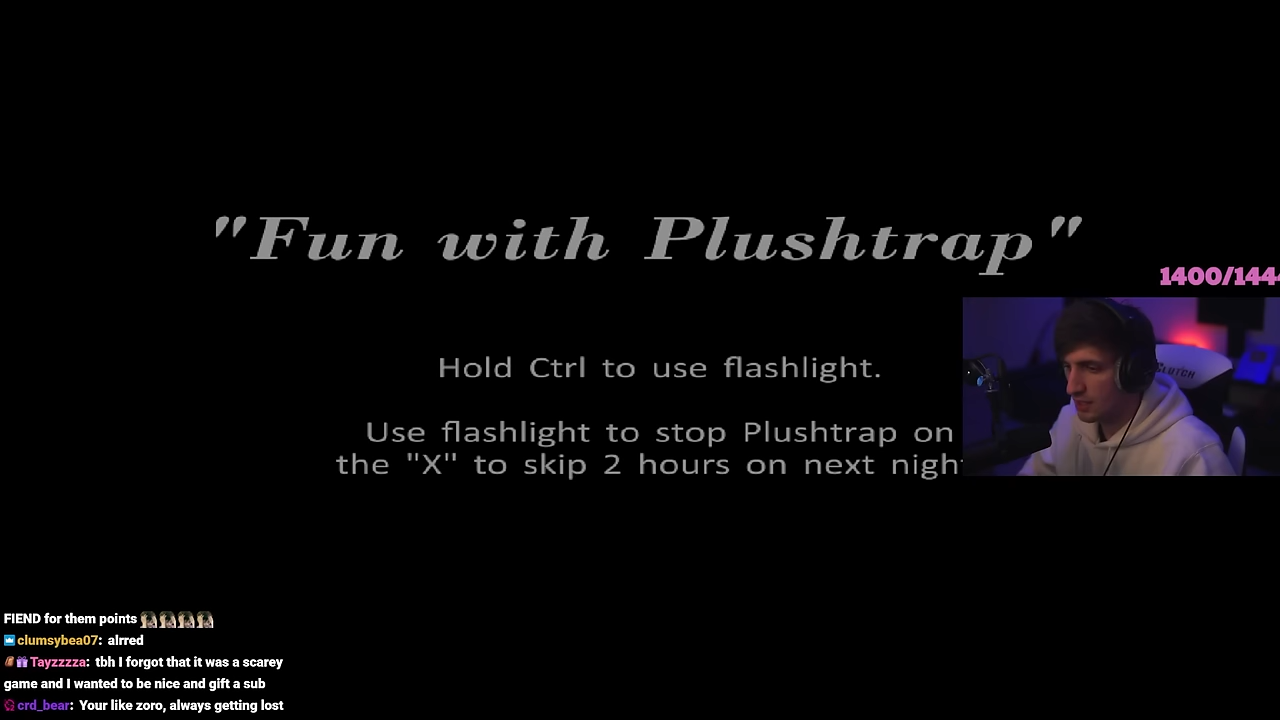 "Fun with Plushtrap"
1400/144
Hold Ctrl to use flashlight.
CLUTCH
Use flashlight to stop Plushtrap on
the "X" to skip 2 hours on next nigh
FIEND for them points
clumsybea07: alrred
Tayzzzza: tbh I forgot that it was a scarey
game and I wanted to be nice and gift a sub
crd_bear: Your like zoro, always getting lost